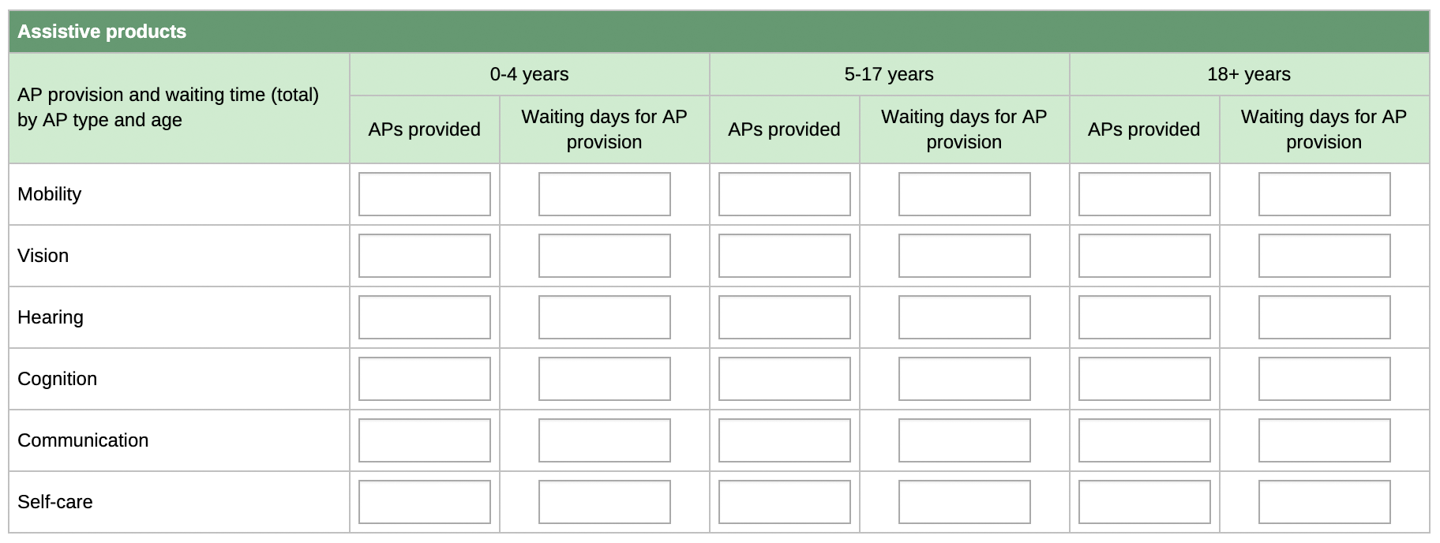 Assistive products
AP provision and waiting time (total)
by AP type and age
0-4 years
5-17 years
18+ years
APs provided
Waiting days for AP
provision
APs provided
Waiting days for AP
provision
APs provided
Waiting days for AP
provision
Mobility
Vision
Hearing
Cognition
Communication
Self-care